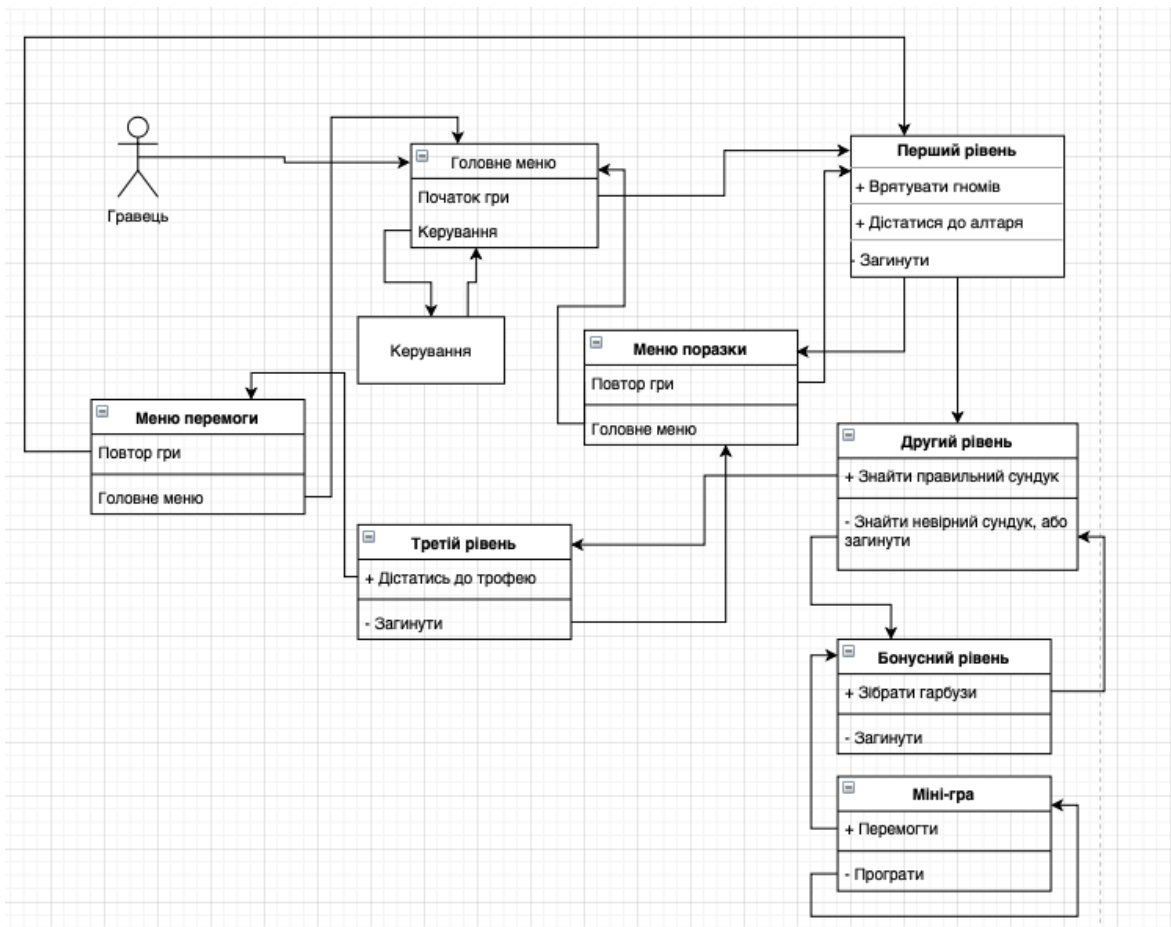 Гравець
Головне меню
Початок гри
Керування
Керування
Перший рівень
+ Врятувати гномів
+ Дістатися до алтаря
- Загинути
Меню поразки
Повтор гри
Головне меню
Меню перемоги
Повтор гри
Головне меню
Другий рівень
+ Знайти правильний сундук
- Знайти невірний сундук, або
загинути
Третій рівень
+ Дістатись до трофею
- Загинути
Бонусний рівень
+ Зібрати гарбузи
- Загинути
Міні-гра
+ Перемогти
- Програти